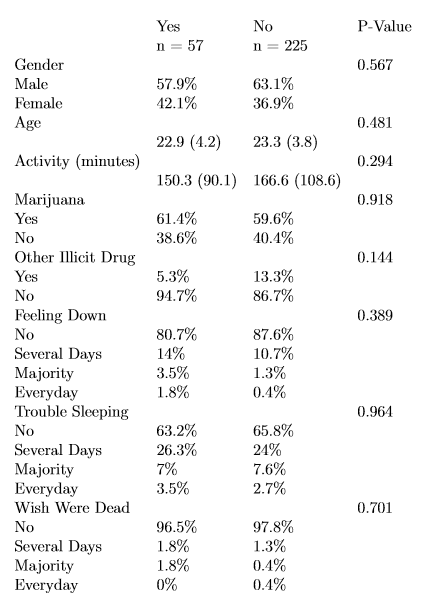 Yes No P-Value
n = 57 n = 225
Gender 0.567
Male 57.9% 63.1%
Female 42.1% 36.9%
Age 0.481
22.9 (4.2) 23.3 (3.8)
Activity (minutes) 0.294
150.3 (90.1) 166.6 (108.6)
Marijuana 0.918
Yes 61.4% 59.6%
No 38.6% 40.4%
Other Illicit Drug 0.144
Yes 5.3% 13.3%
No 94.7% 86.7%
Feeling Down 0.389
No 80.7% 87.6%
Several Days 14% 10.7%
Majority 3.5% 1.3%
Everyday 1.8% 0.4%
Trouble Sleeping 0.964
No 63.2% 65.8%
Several Days 26.3% 24%
Majority 7% 7.6%
Everyday 3.5% 2.7%
Wish Were Dead 0.701
No 96.5% 97.8%
Several Days 1.8% 1.3%
Majority 1.8% 0.4%
Everyday 0% 0.4%